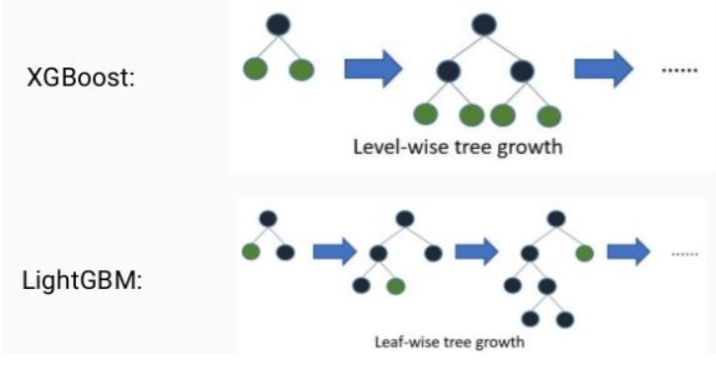 XGBoost:
......
Level-wise tree growth
LightGBM:
......
Leaf-wise tree growth